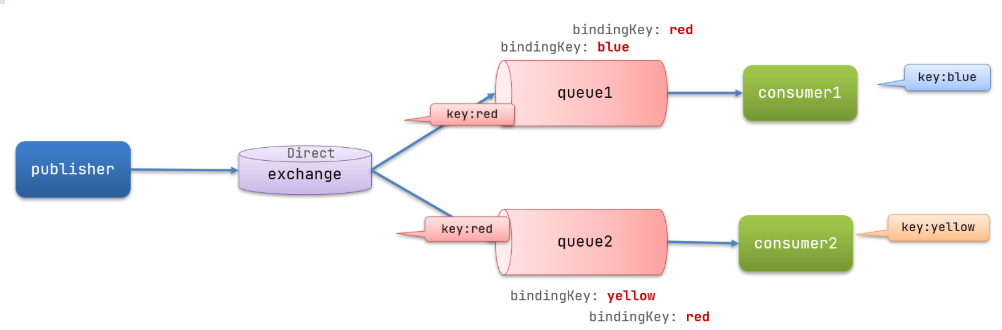 bindingKey: red
bindingKey: blue
queue1
consumer1
key:blue
key:red
Direct
exchange
publisher
key:red
queue2
consumer2
key:yellow
bindingKey: yellow
bindingKey: red